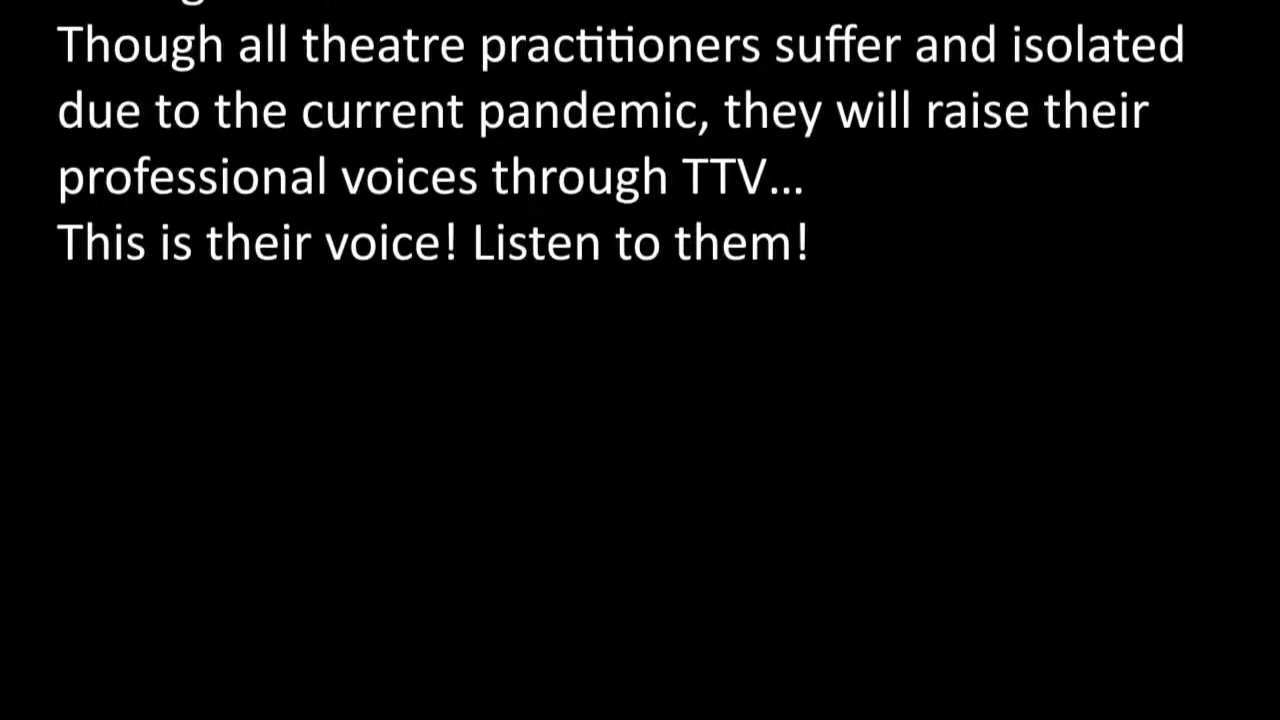 Though all theatre practitioners suffer and isolated
due to the current pandemic, they will raise their
professional voices through TTV...
This is their voice! Listen to them!